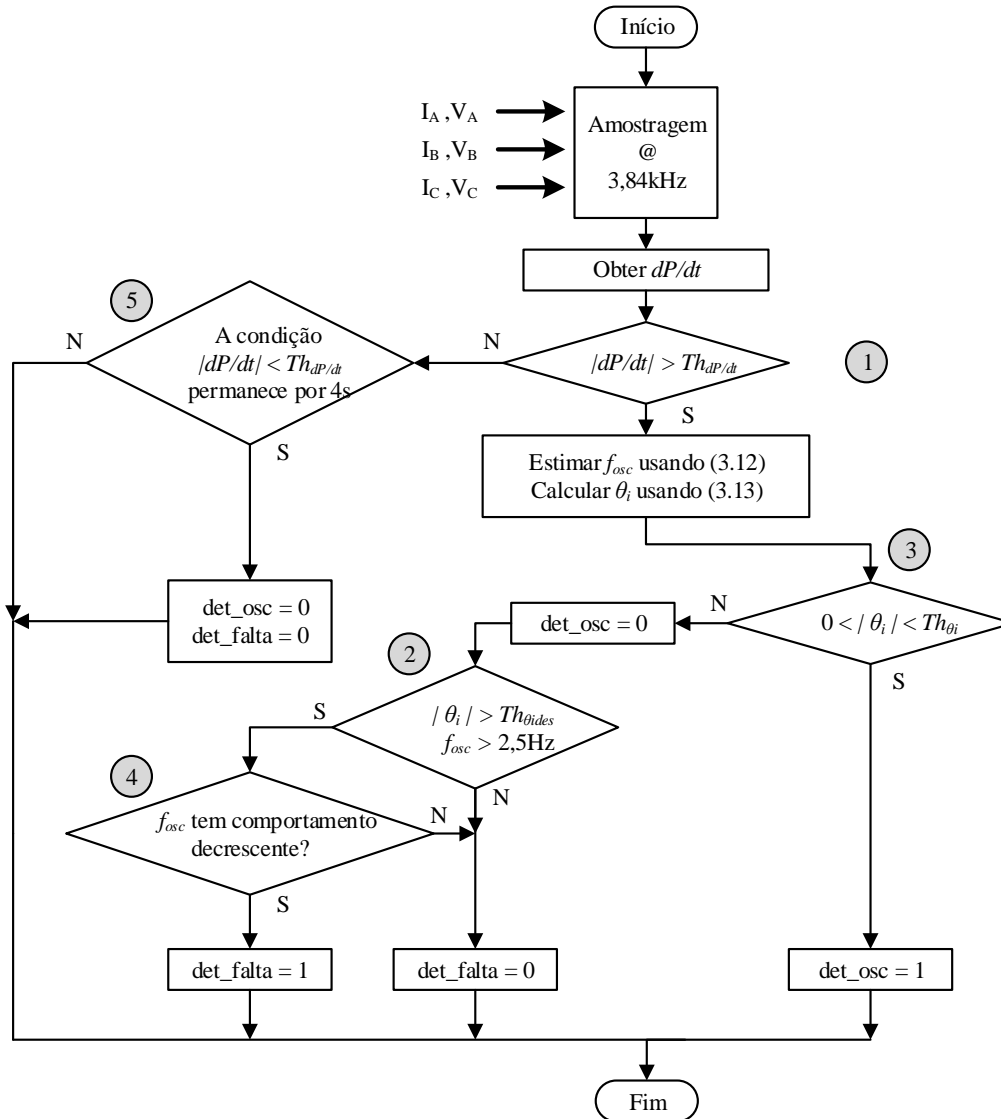 Início
I_A ,V_A
I_B ,V_B
I_C ,V_C
Amostragem
@
3,84kHz
Obter dP/dt
5
N
A condição
|dP/dt| < Th_dP/dt
permanece por 4s
S
N
|dP/dt| > Th_dP/dt
1
S
Estimar f_osc usando (3.12)
Calcular θ_i usando (3.13)
3
det_osc = 0
det_falta = 0
det_osc = 0
N
0 < | θ_i | < Th_θi
S
2
S
| θ_i | > Th_θides
f_osc > 2,5Hz
N
4
f_osc tem comportamento
decrescente?
N
S
det_falta = 1
det_falta = 0
det_osc = 1
Fim